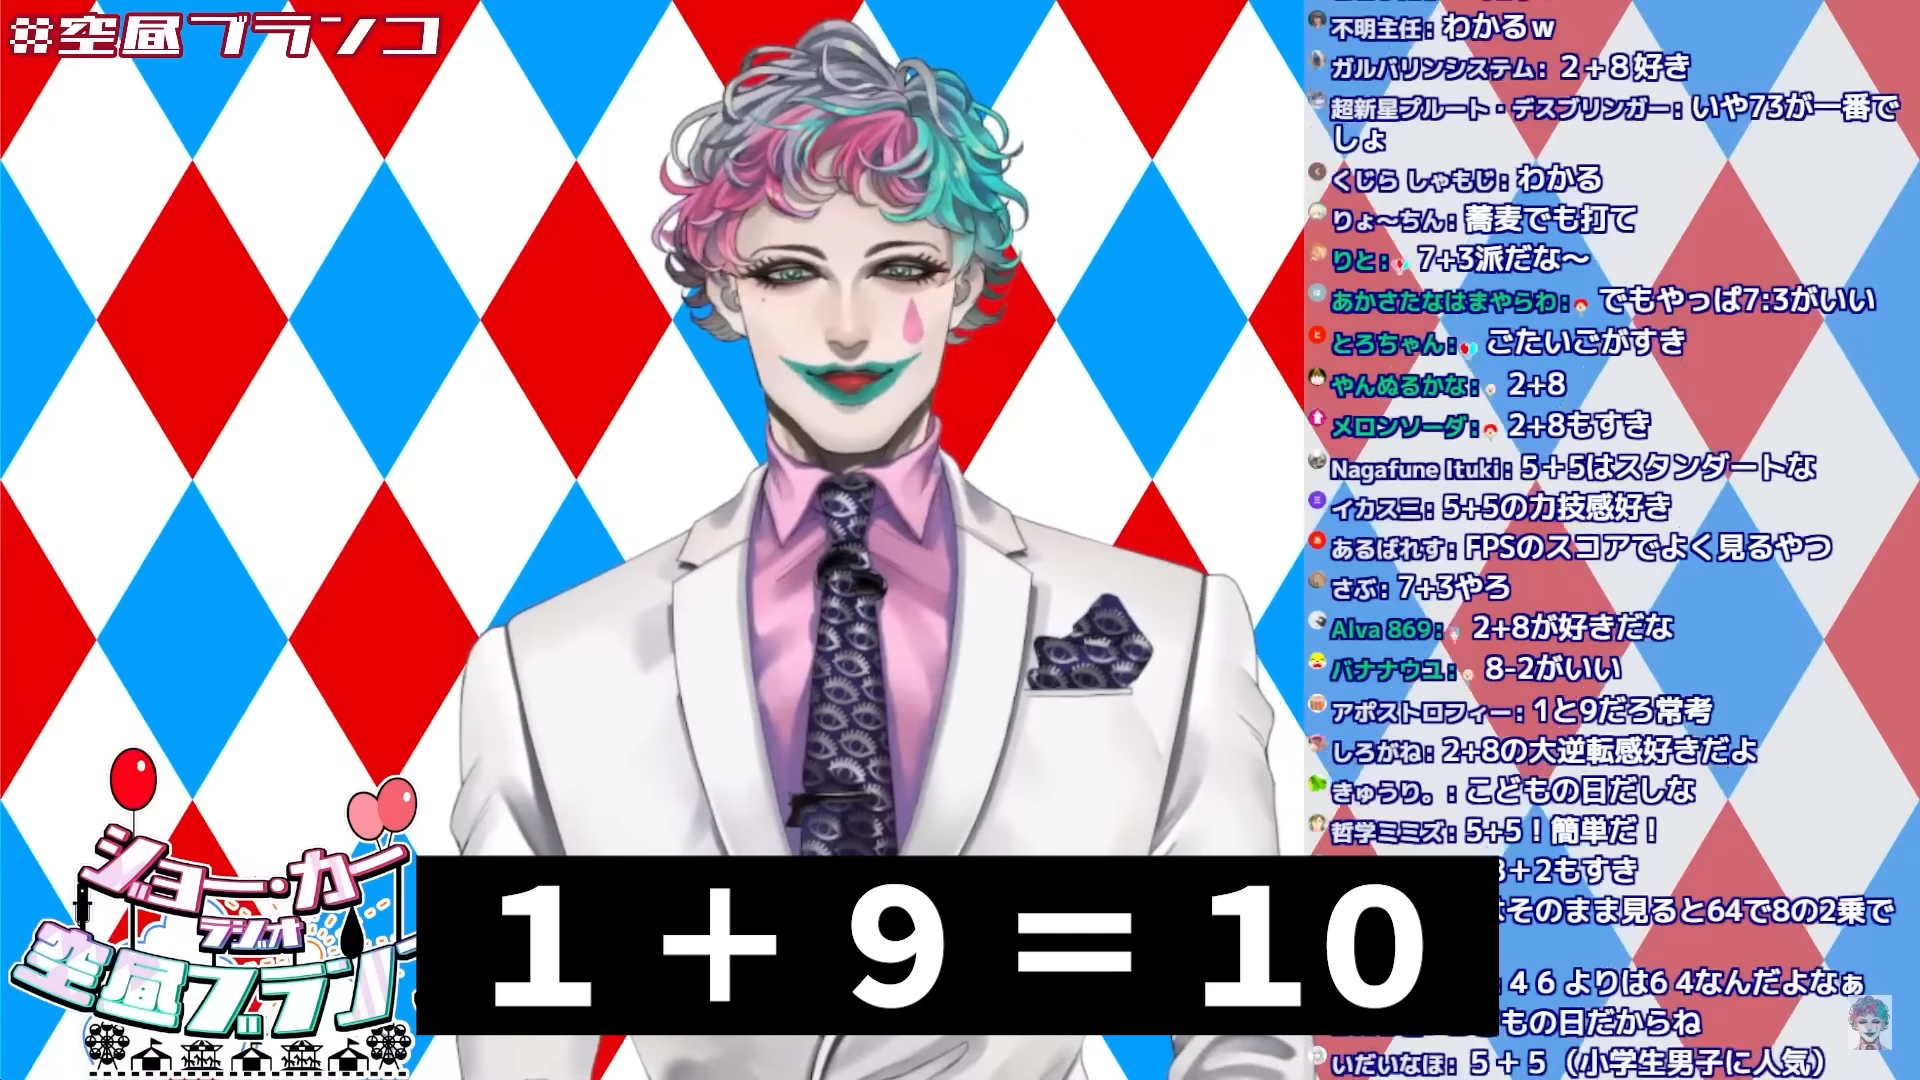 #空昼ブランコ
不明主任: わかるｗ
ガルバリンシステム: ２＋８好き
超新星プルート・デスブリンガー: いや73が一番で
しょ
くじら しゃもじ: わかる
りょ～ちん: 蕎麦でも打て
りと: 7+3派だな～
あかさたなはまやらわ: でもやっぱ7:3がいい
とろちゃん: ごたいごがすき
やんぬるかな: 2+8
メロンソーダ: 2+8もすき
Nagafune Ituki: 5＋5はスタンダートな
イカス三: 5+5の力技感好き
あるぱれす: FPSのスコアでよく見るやつ
さぶ: 7+3やろ
Alva 869: 2+8が好きだな
バナナウユ: 8-2がいい
アポストロフィー: 1と9だろ常考
しろがね: 2+8の大逆転感好きだよ
きゅうり。: こどもの日だしな
哲学ミミズ: 5+5！簡単だ！
＋2もすき
そのまま見ると64で8の2乗で
４６よりは6 4なんだよなぁ
もの日だからね
いだいなほ: ５＋５（小学生男子に人気）
ジョー・カー
ラジオ
空昼ブラン
1 + 9 = 10